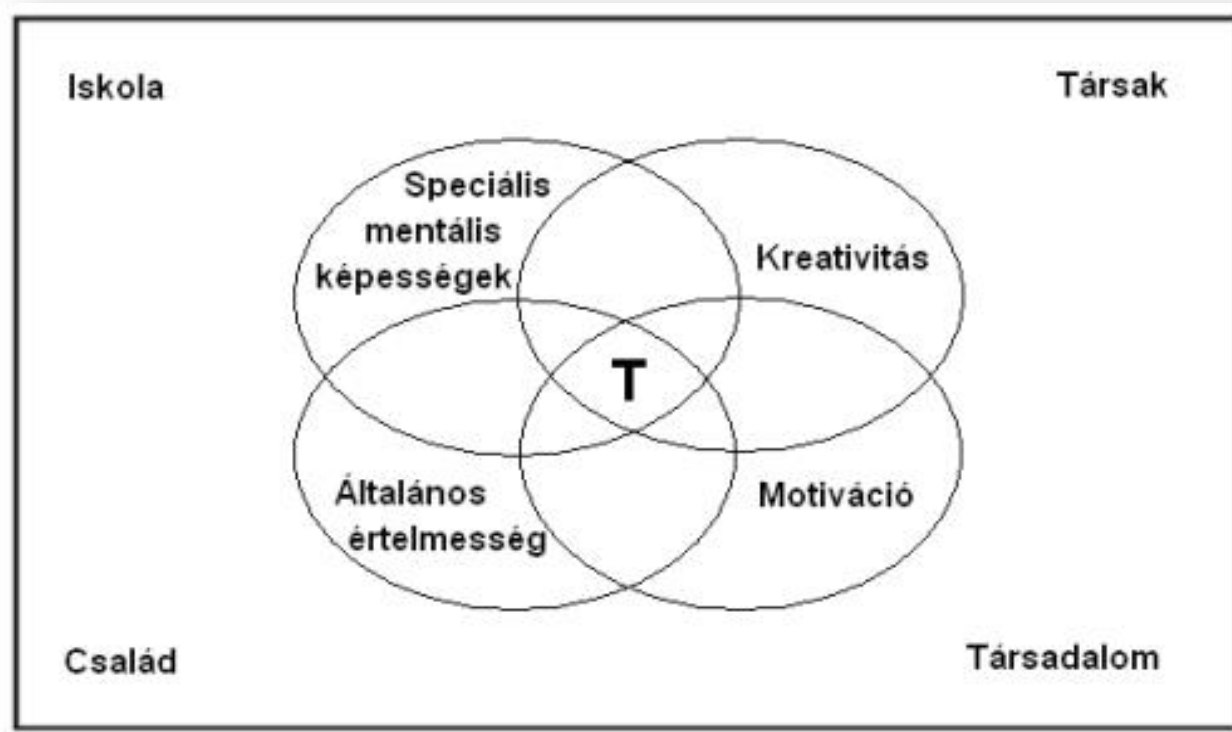 Iskola
Társak
Speciális
mentális
képességek
Kreativitás
T
Általános
értelmesség
Motiváció
Család
Társadalom